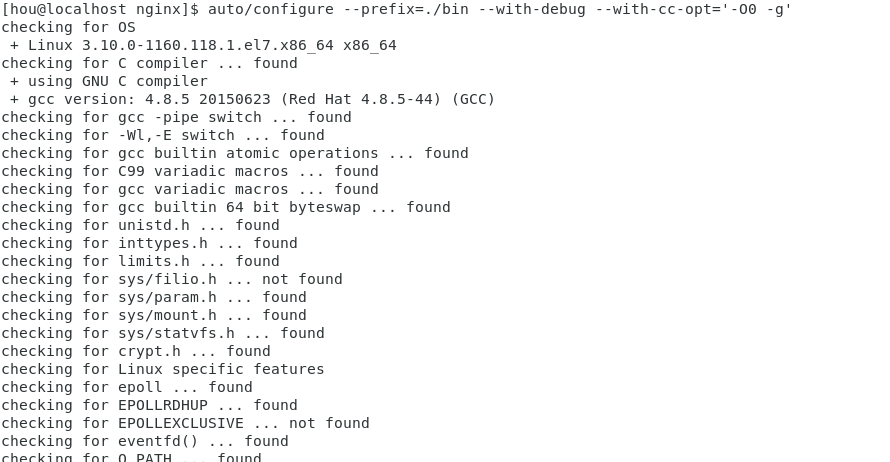 [hou@localhost nginx]$ auto/configure --prefix=./bin --with-debug --with-cc-opt='-O0 -g'
checking for OS
 + Linux 3.10.0-1160.118.1.el7.x86_64 x86_64
checking for C compiler ... found
 + using GNU C compiler
 + gcc version: 4.8.5 20150623 (Red Hat 4.8.5-44) (GCC)
checking for gcc -pipe switch ... found
checking for -Wl,-E switch ... found
checking for gcc builtin atomic operations ... found
checking for C99 variadic macros ... found
checking for gcc variadic macros ... found
checking for gcc builtin 64 bit byteswap ... found
checking for unistd.h ... found
checking for inttypes.h ... found
checking for limits.h ... found
checking for sys/filio.h ... not found
checking for sys/param.h ... found
checking for sys/mount.h ... found
checking for sys/statvfs.h ... found
checking for crypt.h ... found
checking for Linux specific features
checking for epoll ... found
checking for EPOLLRDHUP ... found
checking for EPOLLEXCLUSIVE ... not found
checking for eventfd() ... found
checking for O_PATH ... found